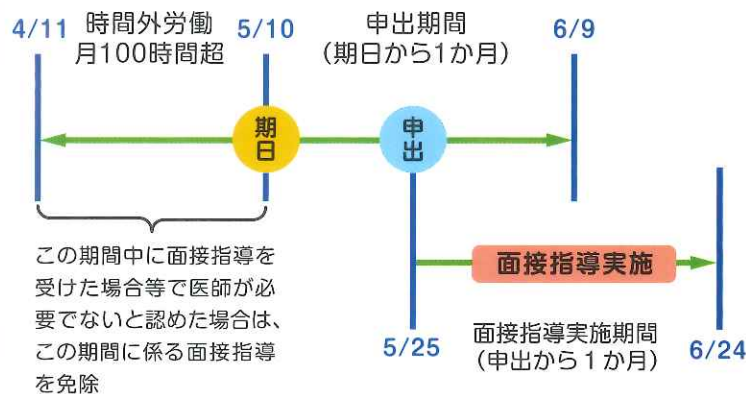 4/11
時間外労働
月100時間超
5/10
申出期間
（期日から1か月）
6/9
期日
申出
この期間中に面接指導を
受けた場合等で医師が必
要でないと認めた場合は、
この期間に係る面接指導
を免除
面接指導実施
5/25
面接指導実施期間
（申出から１か月）
6/24